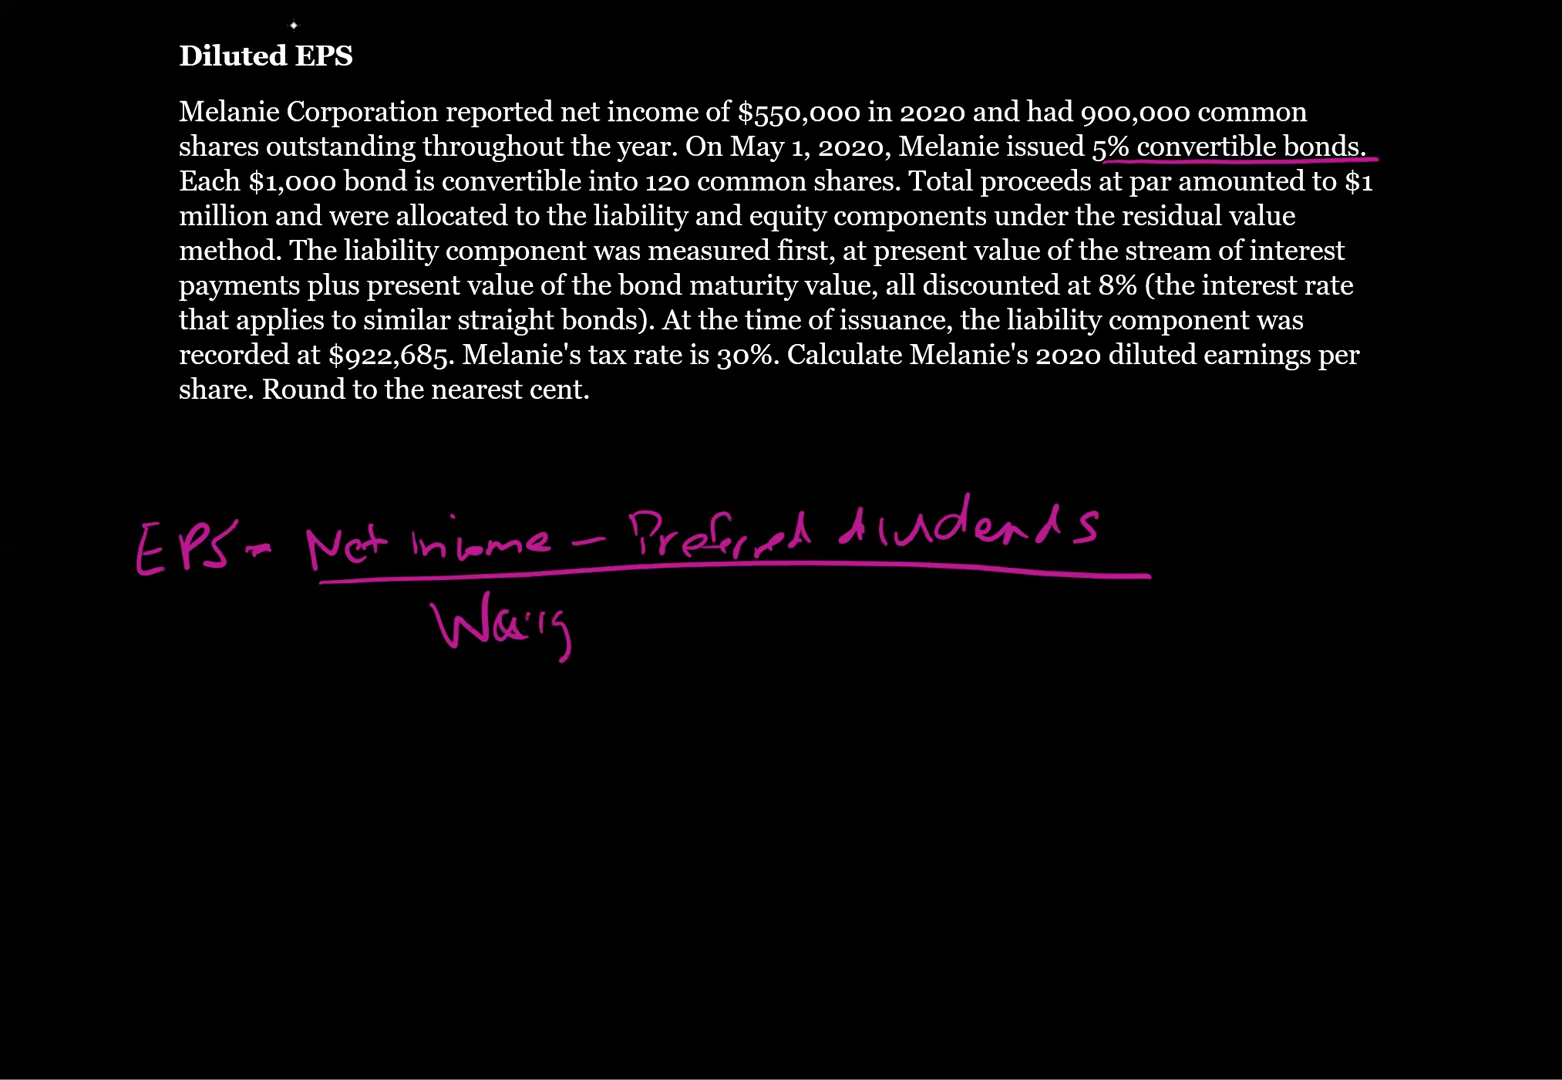 Diluted EPS
Melanie Corporation reported net income of $550,000 in 2020 and had 900,000 common
shares outstanding throughout the year. On May 1, 2020, Melanie issued 5% convertible bonds.
Each $1,000 bond is convertible into 120 common shares. Total proceeds at par amounted to $1
million and were allocated to the liability and equity components under the residual value
method. The liability component was measured first, at present value of the stream of interest
payments plus present value of the bond maturity value, all discounted at 8% (the interest rate
that applies to similar straight bonds). At the time of issuance, the liability component was
recorded at $922,685. Melanie's tax rate is 30%. Calculate Melanie's 2020 diluted earnings per
share. Round to the nearest cent.
EPS = Net income - Preferred dividends
Weig